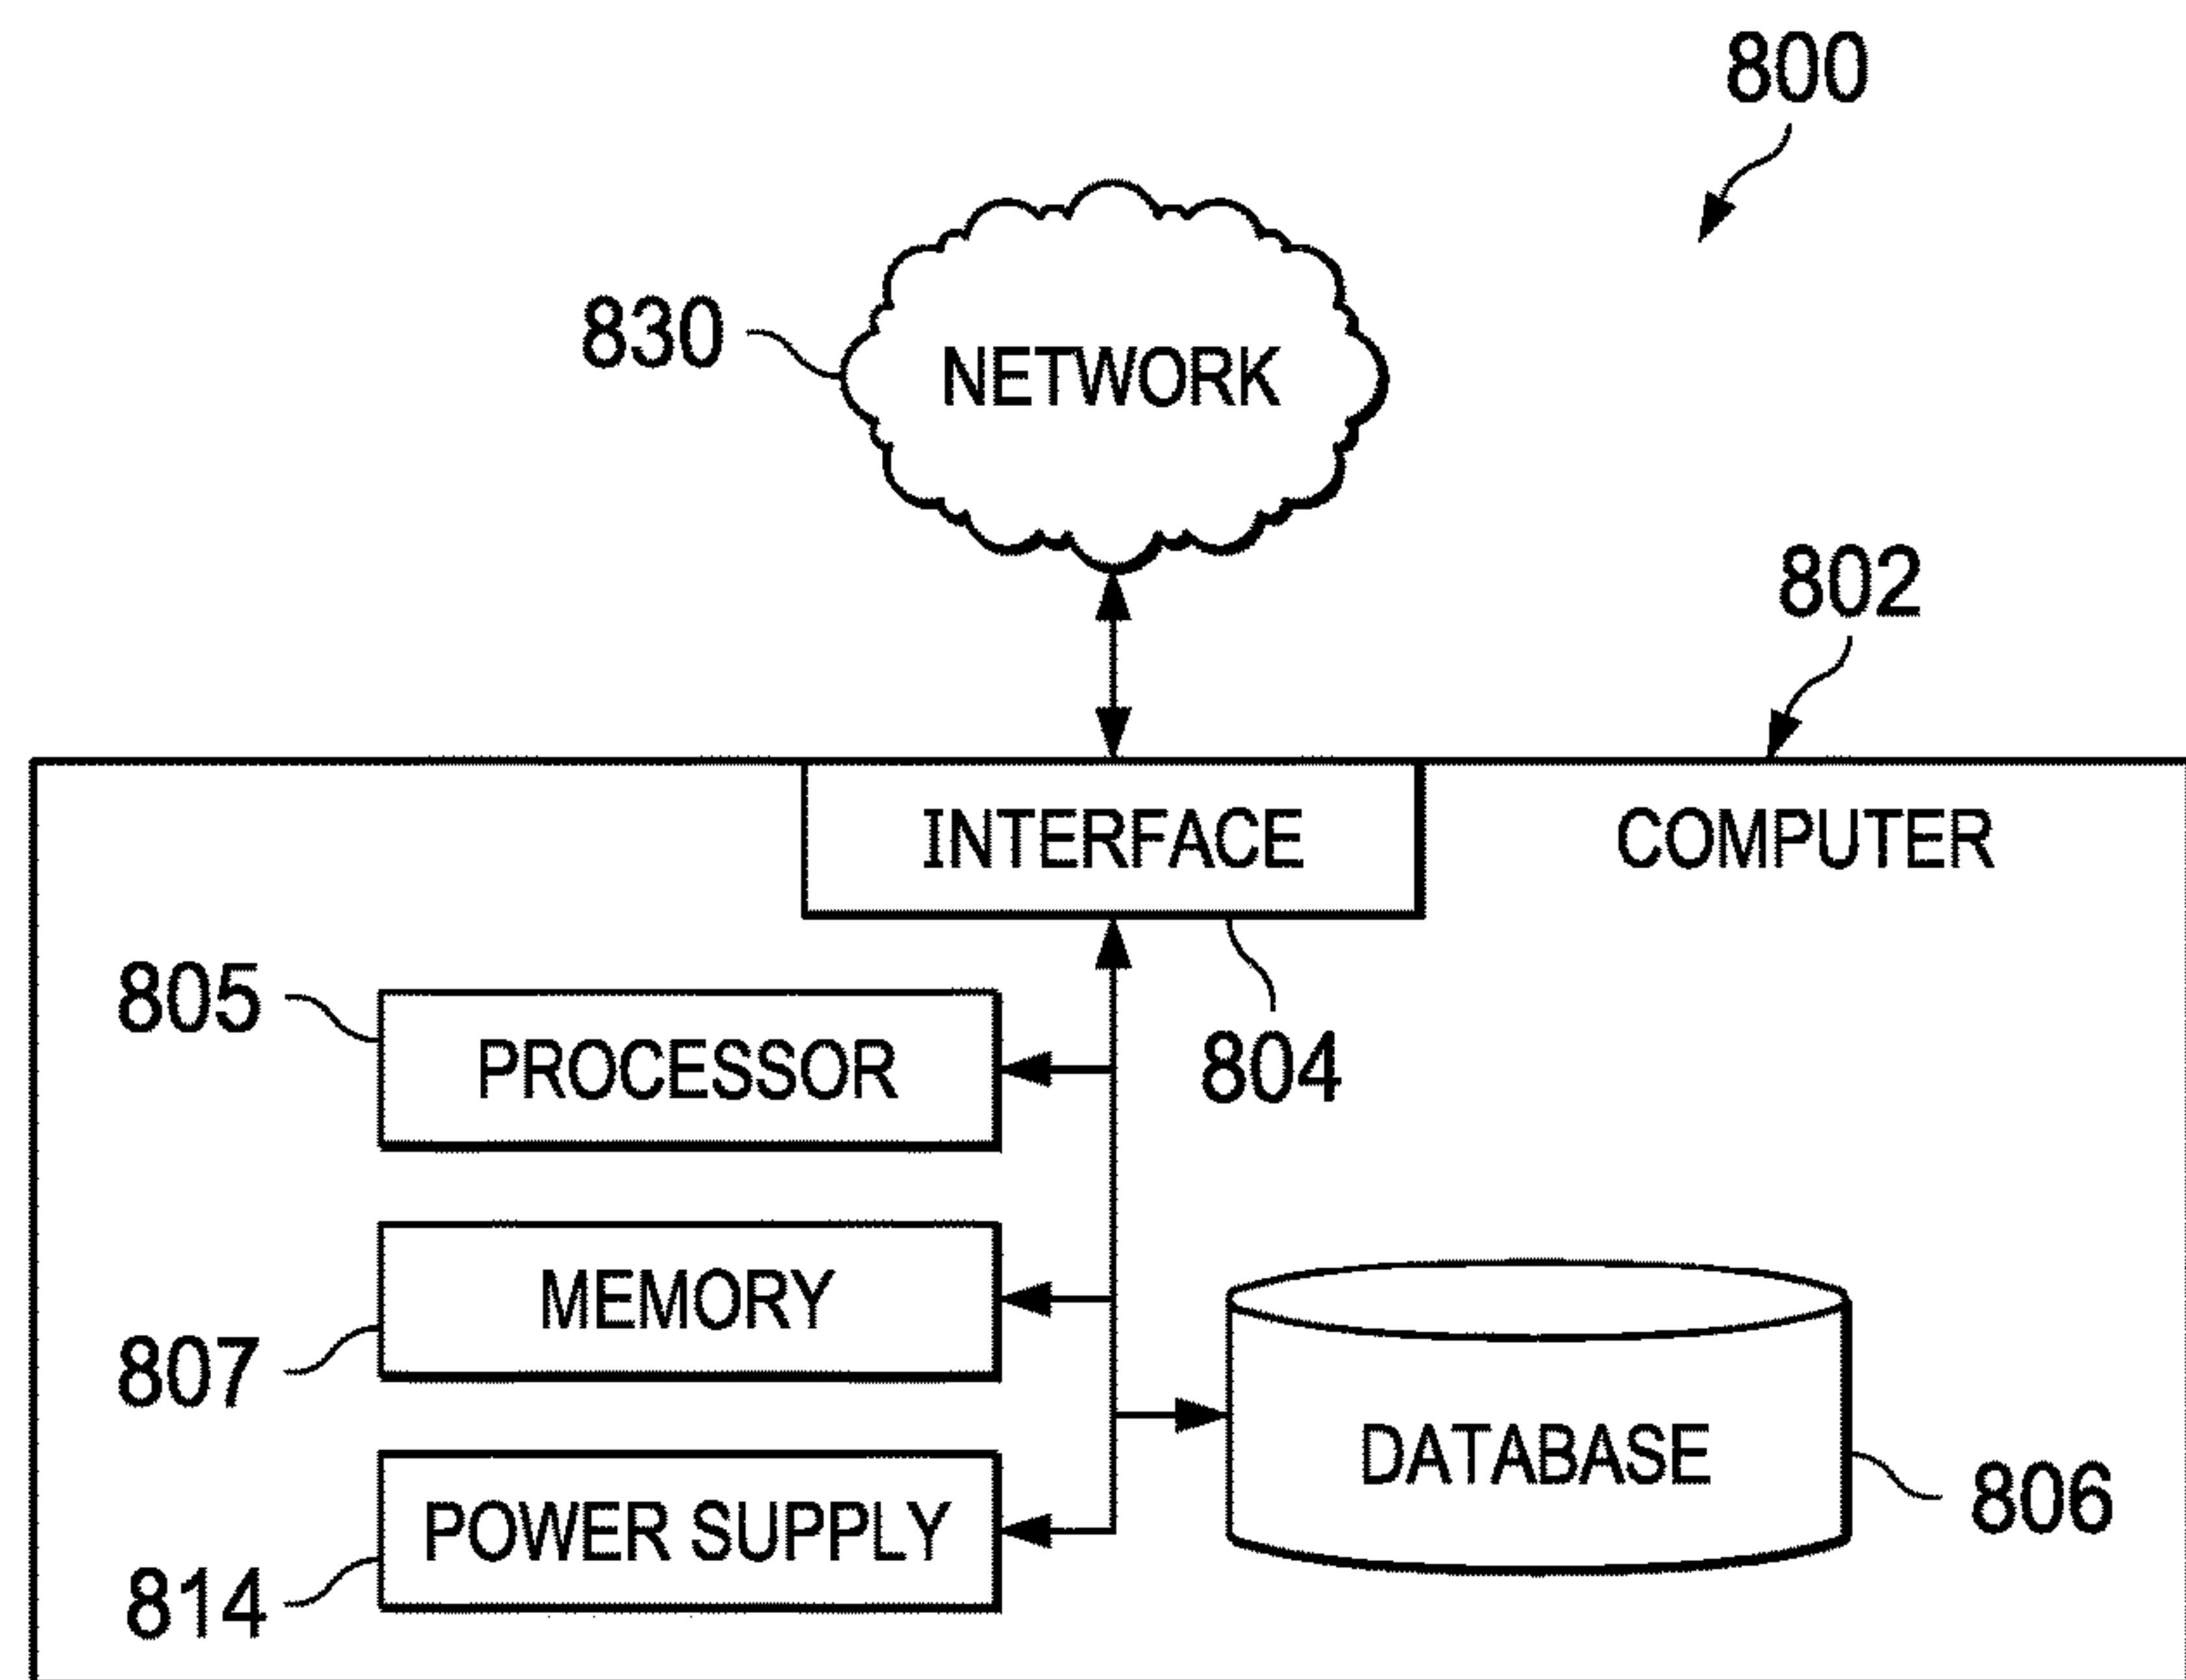 800
830
NETWORK
802
INTERFACE
COMPUTER
805
PROCESSOR
804
MEMORY
807
DATABASE
806
POWER SUPPLY
814